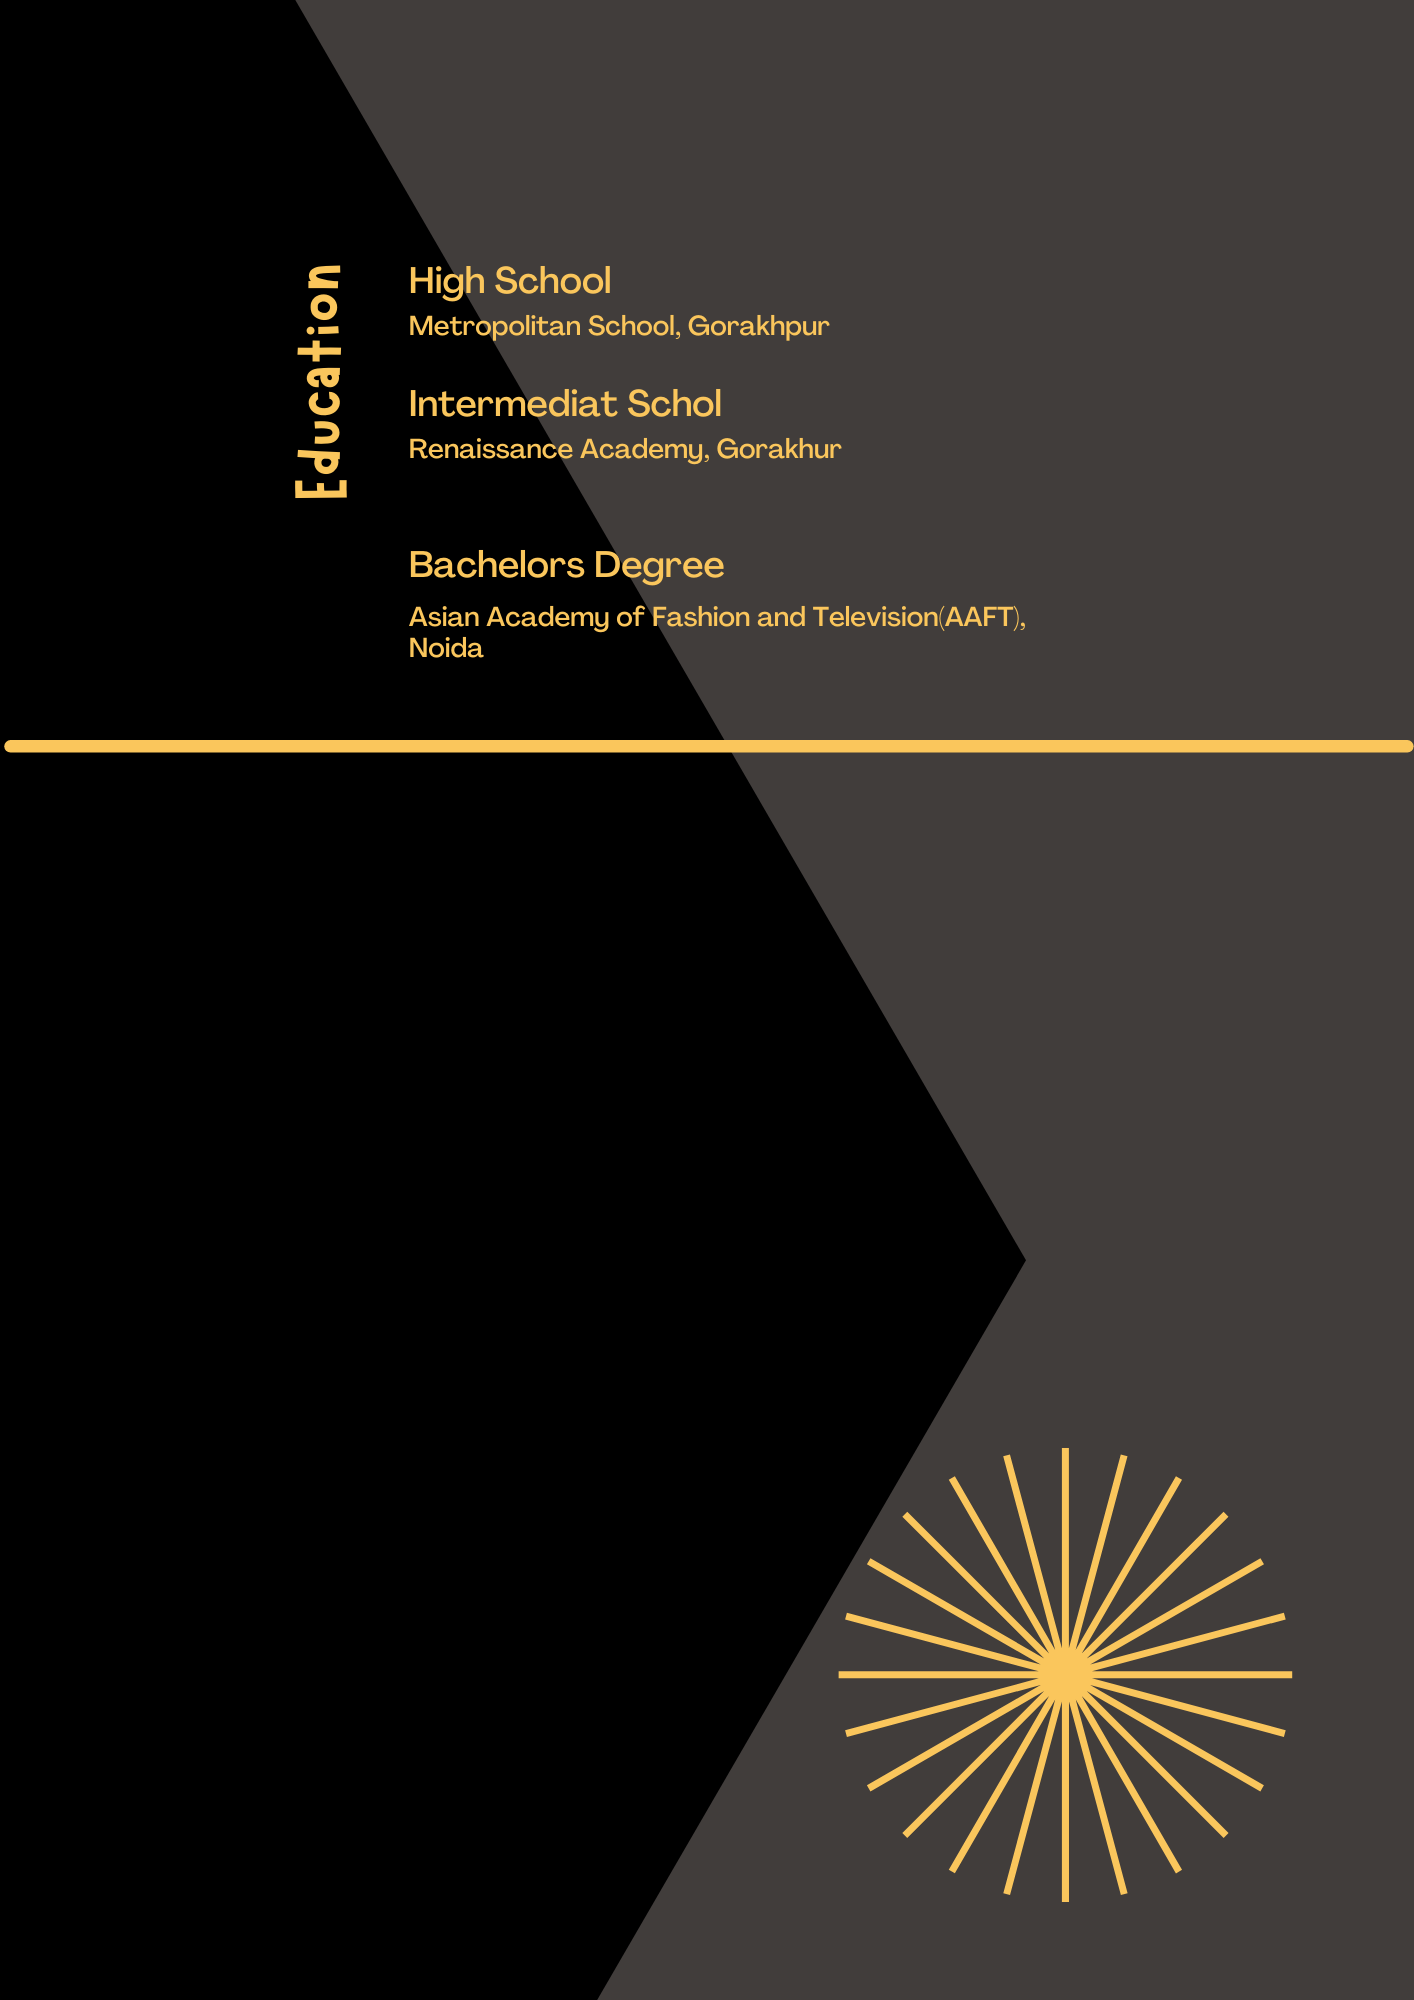 Education
High School
Metropolitan School, Gorakhpur
Intermediat Schol
Renaissance Academy, Gorakhur
Bachelors Degree
Asian Academy of Fashion and Television(AAFT),
Noida